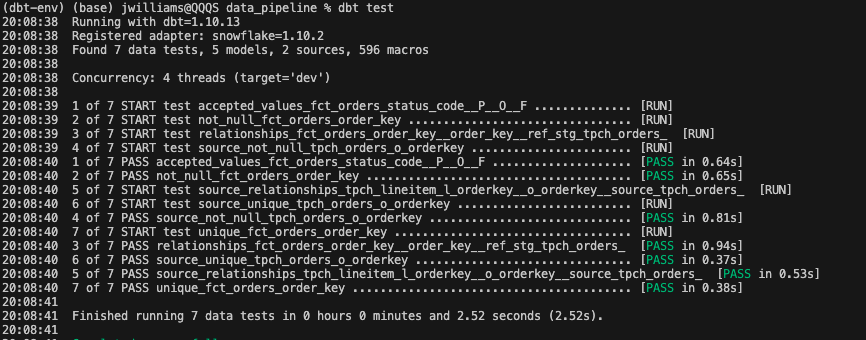 (dbt-env) (base) jwilliams@QQQS data_pipeline % dbt test
20:08:38  Running with dbt=1.10.13
20:08:38  Registered adapter: snowflake=1.10.2
20:08:38  Found 7 data tests, 5 models, 2 sources, 596 macros
20:08:38
20:08:38  Concurrency: 4 threads (target='dev')
20:08:38
20:08:39  1 of 7 START test accepted_values_fct_orders_status_code__P__O__F .............. [RUN]
20:08:39  2 of 7 START test not_null_fct_orders_order_key ................................ [RUN]
20:08:39  3 of 7 START test relationships_fct_orders_order_key__order_key__ref_stg_tpch_orders_  [RUN]
20:08:39  4 of 7 START test source_not_null_tpch_orders_o_orderkey ....................... [RUN]
20:08:40  1 of 7 PASS accepted_values_fct_orders_status_code__P__O__F .................... [PASS in 0.64s]
20:08:40  2 of 7 PASS not_null_fct_orders_order_key ...................................... [PASS in 0.65s]
20:08:40  5 of 7 START test source_relationships_tpch_lineitem_l_orderkey__o_orderkey__source_tpch_orders_  [RUN]
20:08:40  6 of 7 START test source_unique_tpch_orders_o_orderkey ......................... [RUN]
20:08:40  4 of 7 PASS source_not_null_tpch_orders_o_orderkey ............................. [PASS in 0.81s]
20:08:40  7 of 7 START test unique_fct_orders_order_key .................................. [RUN]
20:08:40  3 of 7 PASS relationships_fct_orders_order_key__order_key__ref_stg_tpch_orders_  [PASS in 0.94s]
20:08:40  6 of 7 PASS source_unique_tpch_orders_o_orderkey ............................... [PASS in 0.37s]
20:08:40  5 of 7 PASS source_relationships_tpch_lineitem_l_orderkey__o_orderkey__source_tpch_orders_  [PASS in 0.53s]
20:08:40  7 of 7 PASS unique_fct_orders_order_key ........................................ [PASS in 0.38s]
20:08:41
20:08:41  Finished running 7 data tests in 0 hours 0 minutes and 2.52 seconds (2.52s).
20:08:41